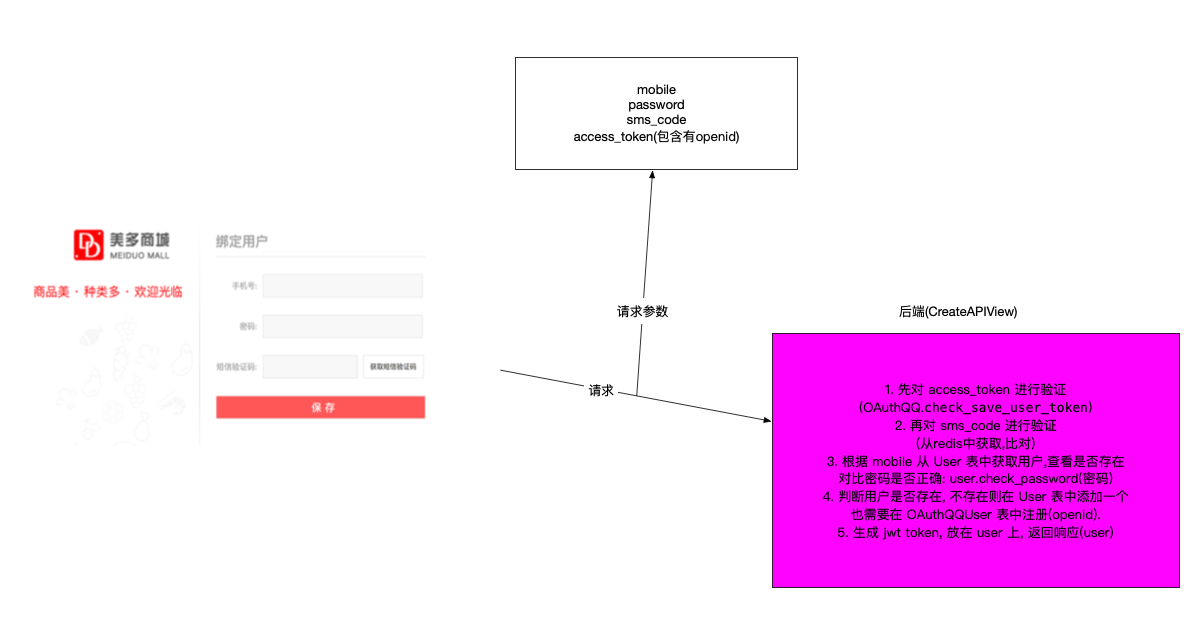 mobile
password
sms_code
access_token(包含有openid)
美多商城
MEIDUO MALL
商品美 · 种类多 · 欢迎光临
绑定用户
手机号:
密码:
短信验证码:
获取短信验证码
保存
请求参数
请求
后端(CreateAPIView)
1. 先对 access_token 进行验证
(OAuthQQ.check_save_user_token)
2. 再对 sms_code 进行验证
(从redis中获取,比对)
3. 根据 mobile 从 User 表中获取用户,查看是否存在
对比密码是否正确: user.check_password(密码)
4. 判断用户是否存在, 不存在则在 User 表中添加一个
也需要在 OAuthQQUser 表中注册(openid).
5. 生成 jwt token, 放在 user 上, 返回响应(user)